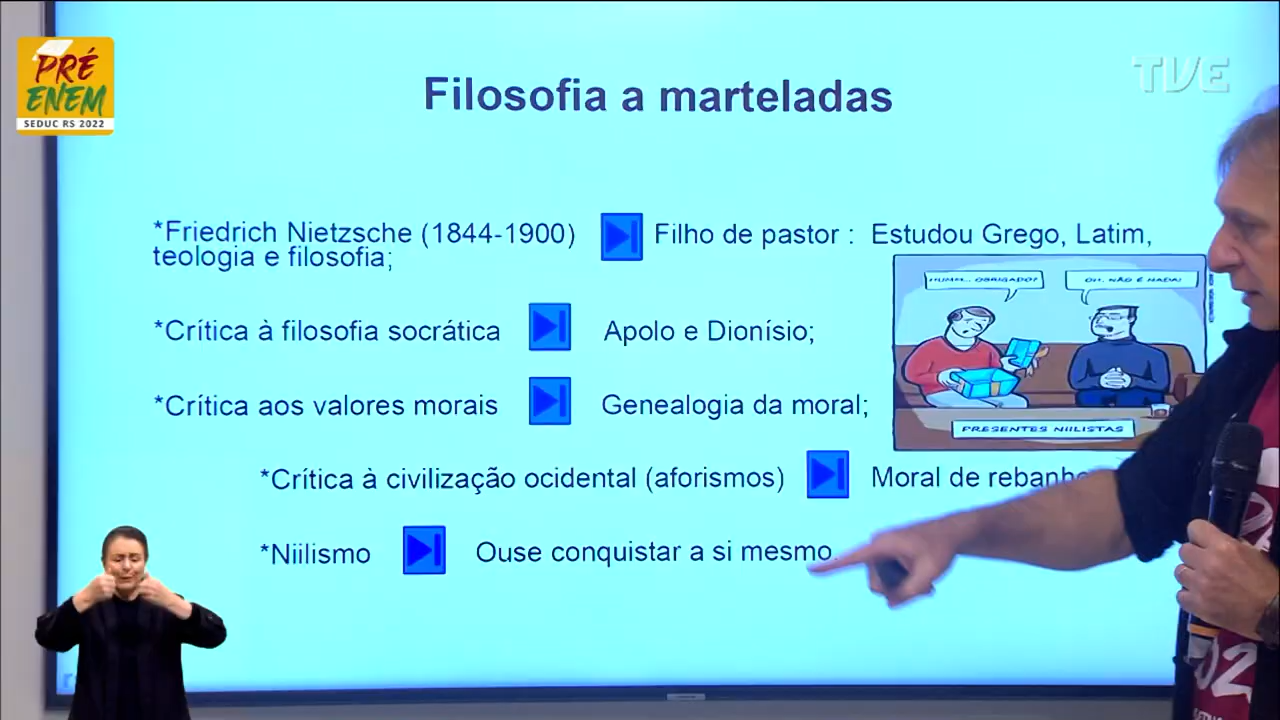 PRÉ
ENEM
SEDUC RS 2022
TVE
Filosofia a marteladas
*Friedrich Nietzsche (1844-1900) Filho de pastor : Estudou Grego, Latim,
teologia e filosofia;
HUMM... OBRIGADO?
OH, NÃO É NADA!
*Crítica à filosofia socrática Apolo e Dionísio;
*Crítica aos valores morais Genealogia da moral;
PRESENTES NIILISTAS
*Crítica à civilização ocidental (aforismos) Moral de
*Niilismo Ouse conquistar a si mesmo.